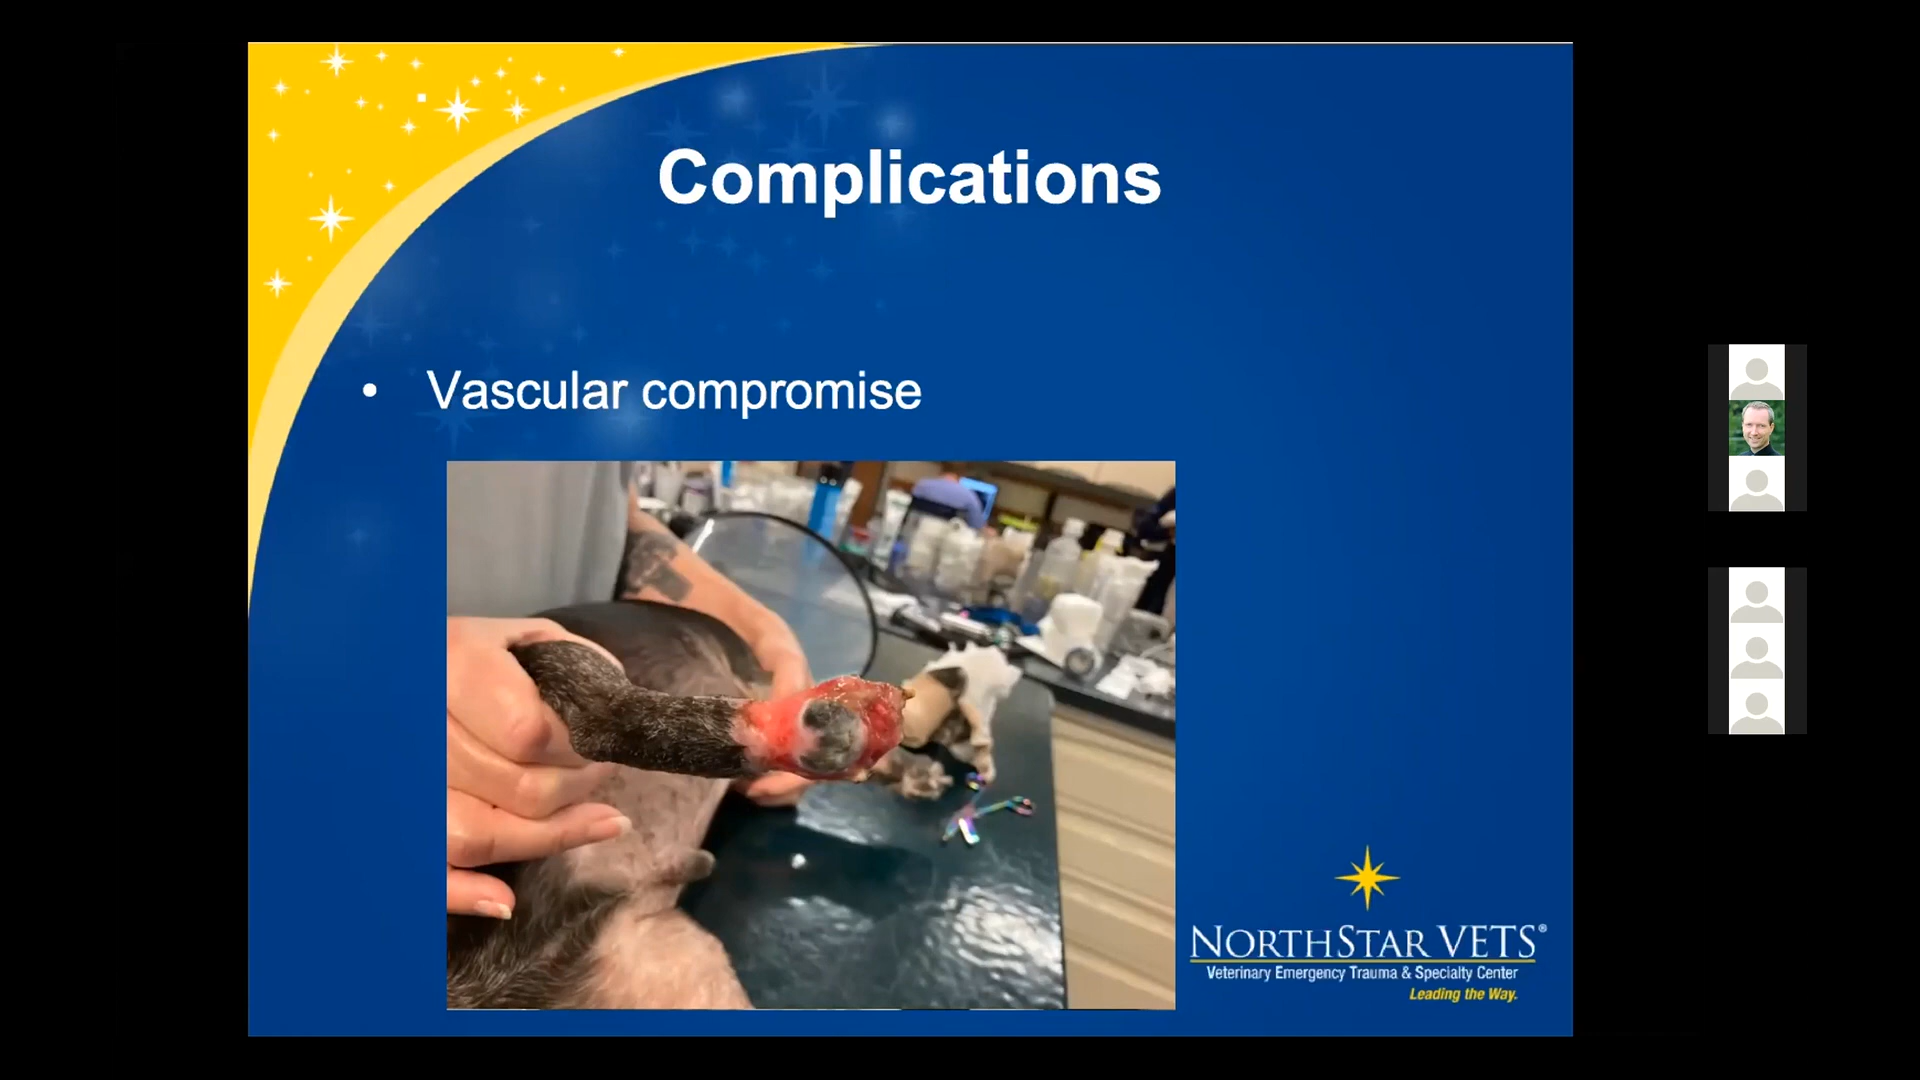 Complications
• Vascular compromise
NORTHSTAR VETS®
Veterinary Emergency Trauma & Specialty Center
Leading the Way.